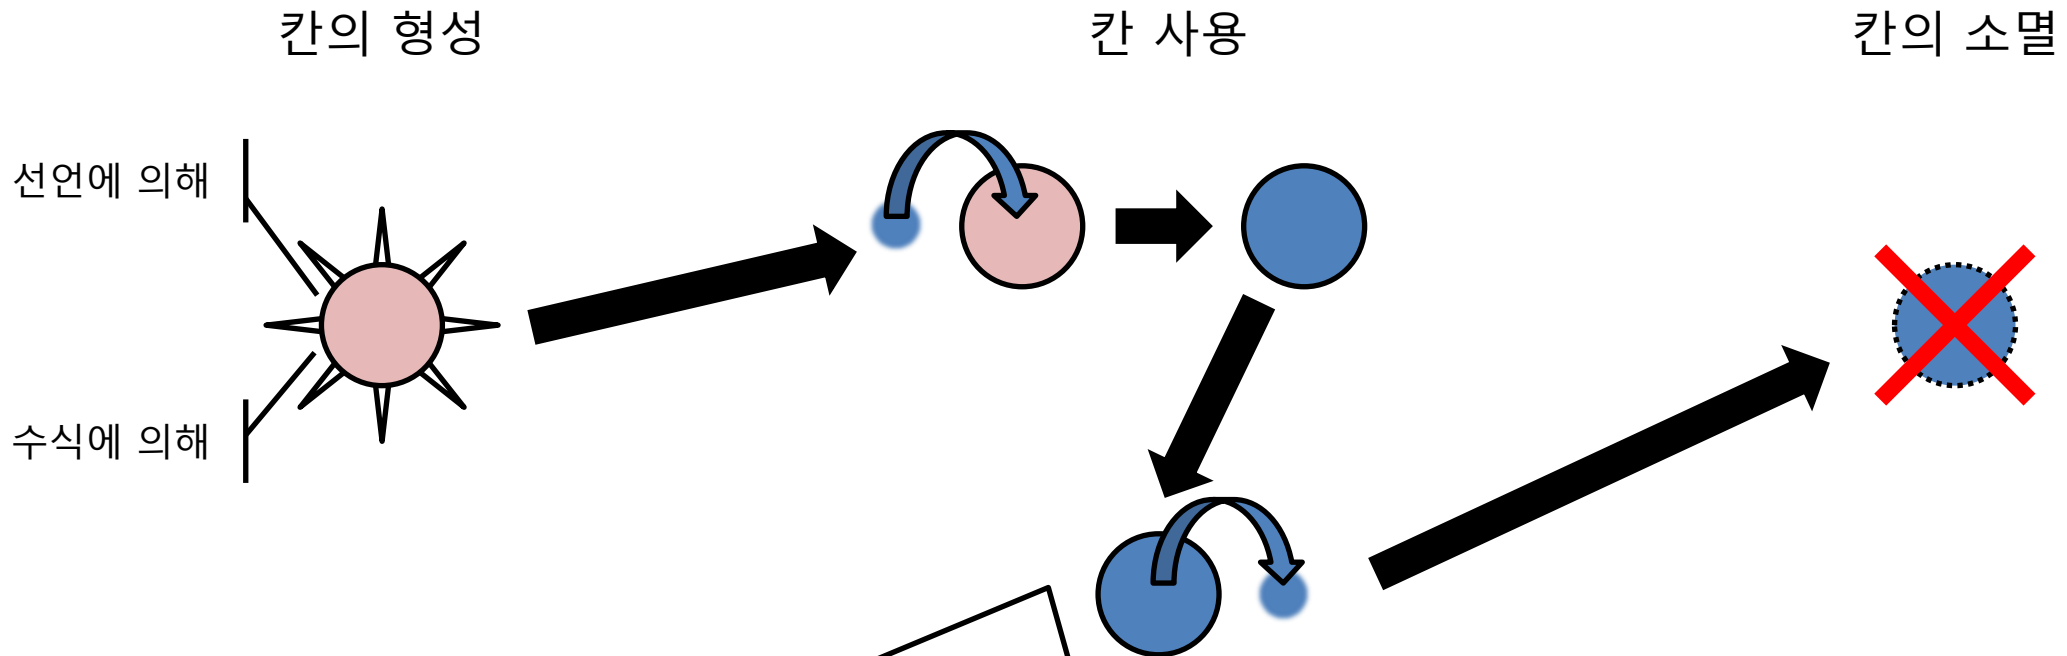 칸의 형성
칸 사용
칸의 소멸
선언에 의해
수식에 의해